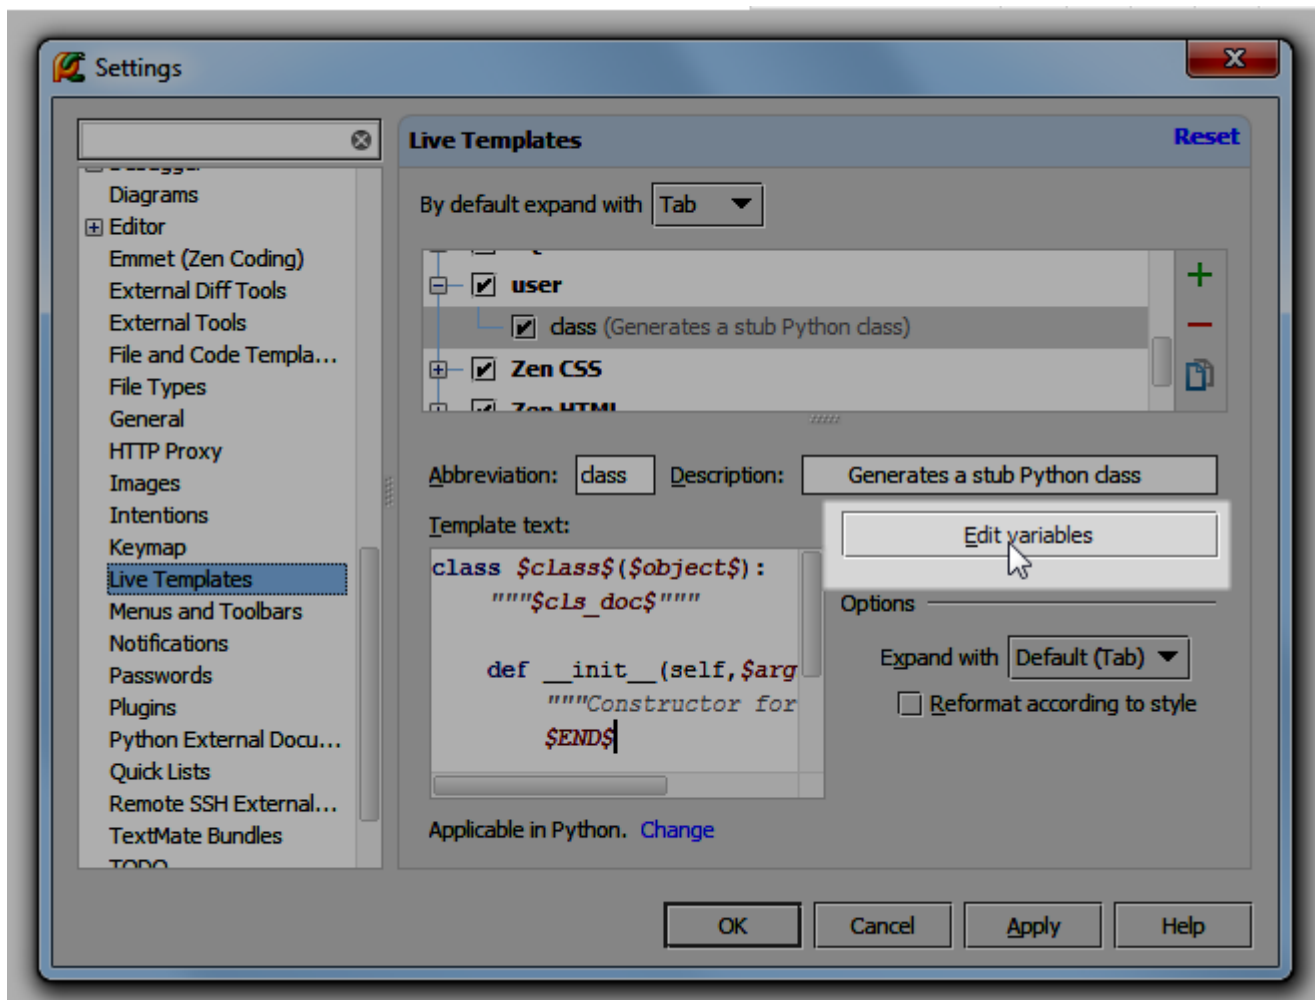 Settings
Live Templates
Reset
Diagrams
Editor
Emmet (Zen Coding)
External Diff Tools
External Tools
File and Code Templa...
File Types
General
HTTP Proxy
Images
Intentions
Keymap
Live Templates
Menus and Toolbars
Notifications
Passwords
Plugins
Python External Docu...
Quick Lists
Remote SSH External...
TextMate Bundles
TODO
By default expand with Tab
user
class (Generates a stub Python class)
Zen CSS
Zen HTML
Abbreviation: class Description: Generates a stub Python class
Template text:
Edit variables
class $class$($object$):
"""$cls_doc$"""
def __init__(self,$arg
"""Constructor for
$END$
Options
Expand with Default (Tab)
Reformat according to style
Applicable in Python. Change
OK Cancel Apply Help